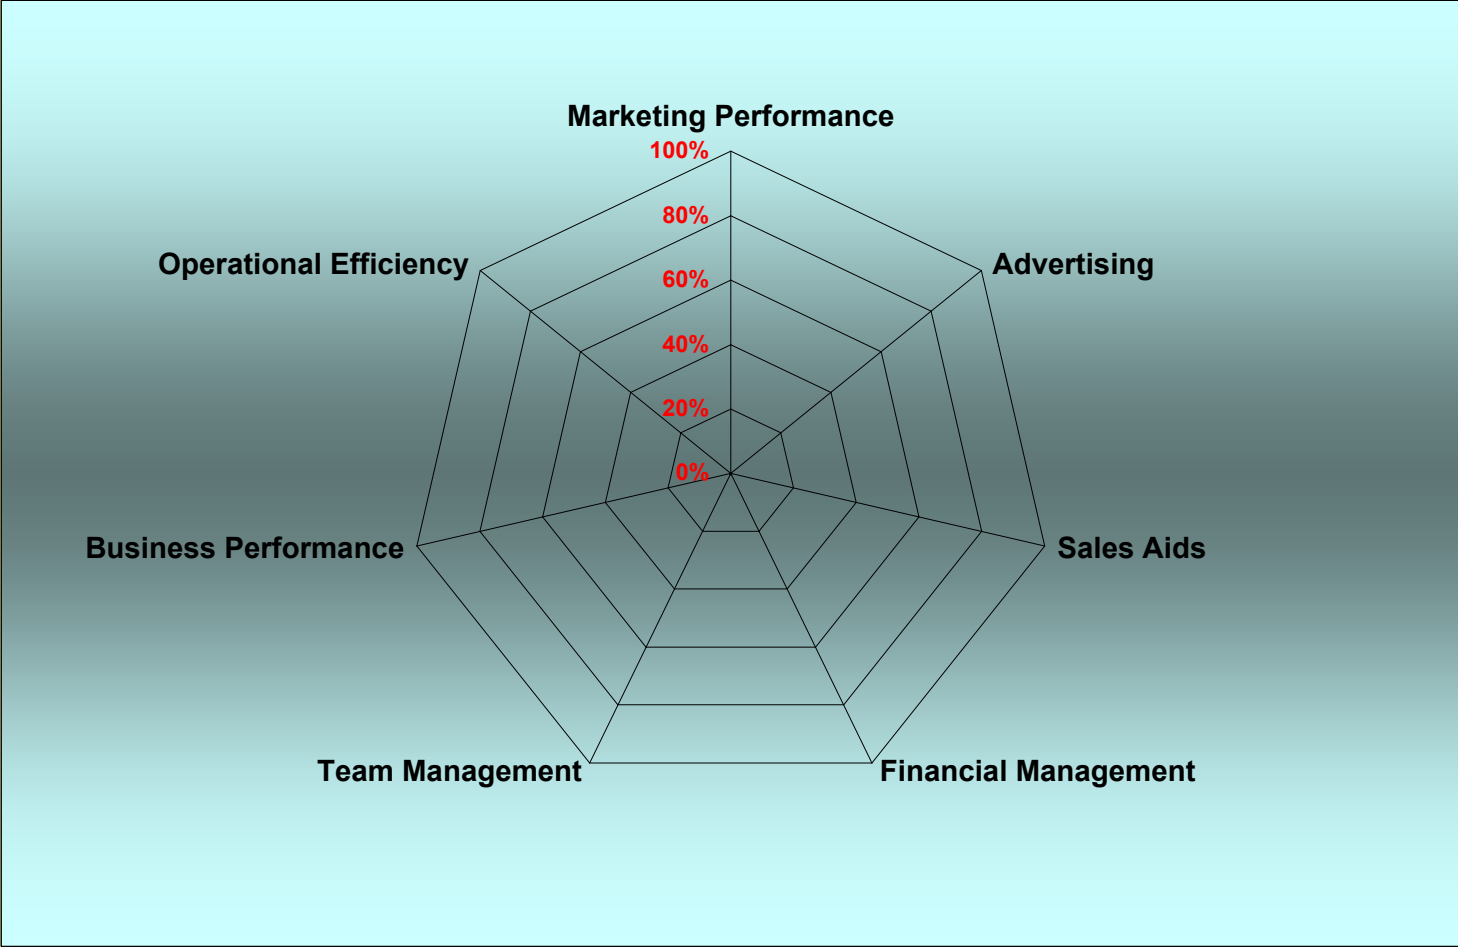 Marketing Performance
100%
80%
Operational Efficiency
Advertising
60%
40%
20%
0%
Business Performance
Sales Aids
Team Management
Financial Management